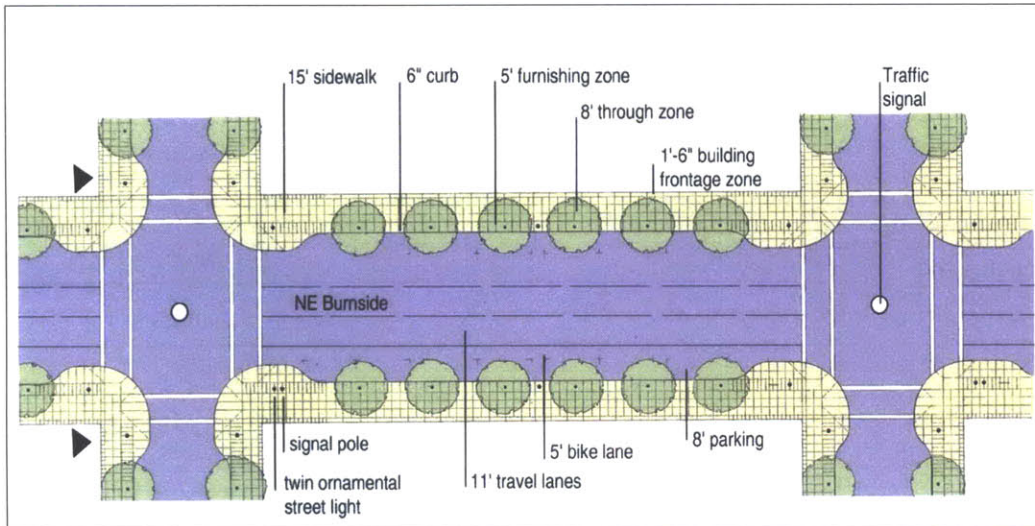 15' sidewalk
6" curb
5' furnishing zone
8' through zone
Traffic
signal
1'-6" building
frontage zone
NE Burnside
signal pole
twin ornamental
street light
11' travel lanes
5' bike lane
8' parking